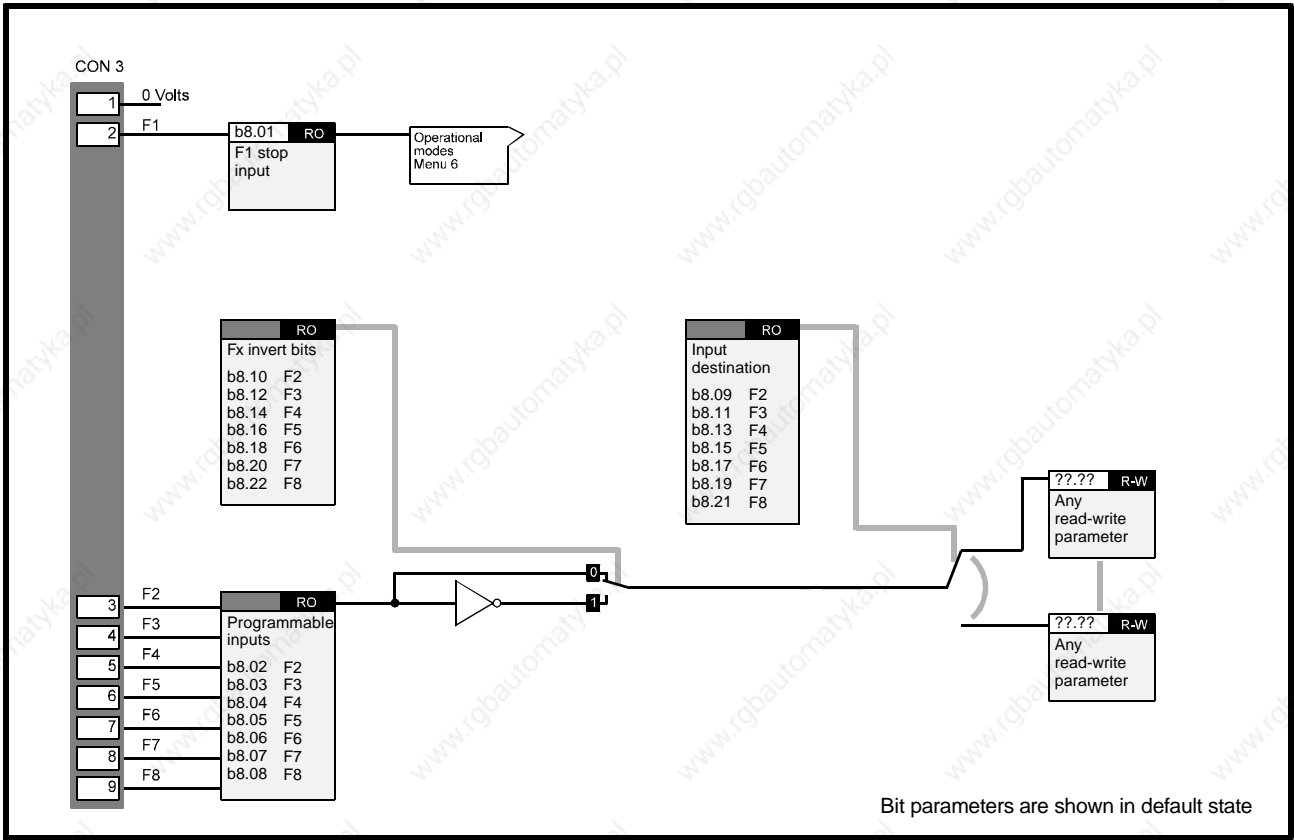 CON 3
1 0 Volts
2 F1
b8.01 RO
F1 stop
input
Operational
modes
Menu 6
RO
Fx invert bits
b8.10 F2
b8.12 F3
b8.14 F4
b8.16 F5
b8.18 F6
b8.20 F7
b8.22 F8
RO
Input
destination
b8.09 F2
b8.11 F3
b8.13 F4
b8.15 F5
b8.17 F6
b8.19 F7
b8.21 F8
??.?? R-W
Any
read-write
parameter
0
1
??.?? R-W
Any
read-write
parameter
3 F2
4 F3
5 F4
6 F5
7 F6
8 F7
9 F8
RO
Programmable
inputs
b8.02 F2
b8.03 F3
b8.04 F4
b8.05 F5
b8.06 F6
b8.07 F7
b8.08 F8
Bit parameters are shown in default state
www.rgbautomatyka.pl